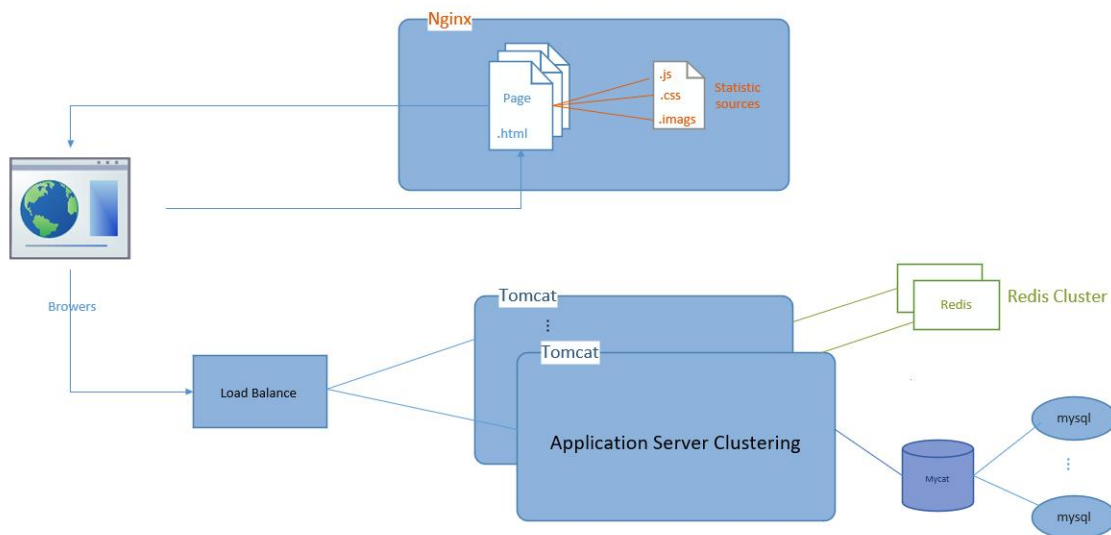 Nginx
Page
.html
.js
.css
.imags
Statistic
sources
Browers
Load Balance
Tomcat
Tomcat
Application Server Clustering
Redis
Redis Cluster
Mycat
mysql
mysql